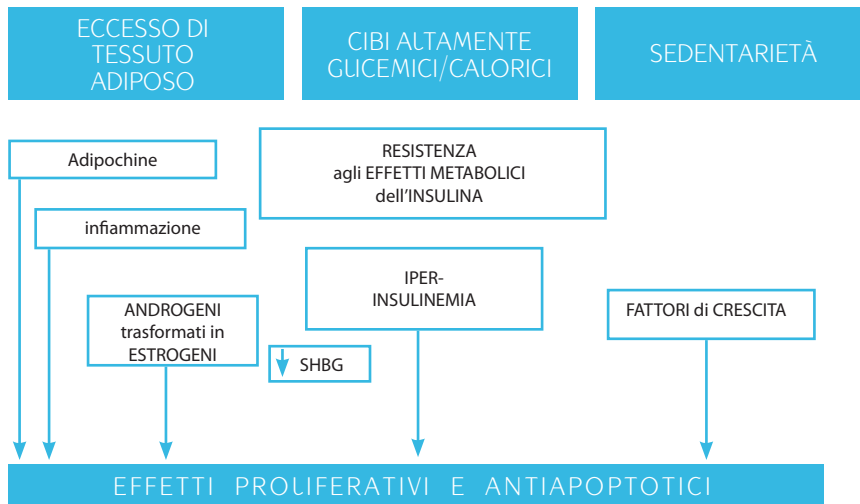 ECCESSO DI
TESSUTO
ADIPOSO
CIBI ALTAMENTE
GLICEMICI/CALORICI
SEDENTARIETÀ
Adipochine
RESISTENZA
agli EFFETTI METABOLICI
dell'INSULINA
infiammazione
IPER-
INSULINEMIA
ANDROGENI
trasformati in
ESTROGENI
FATTORI di CRESCITA
SHBG
EFFETTI PROLIFERATIVI E ANTIAPOPTOTICI